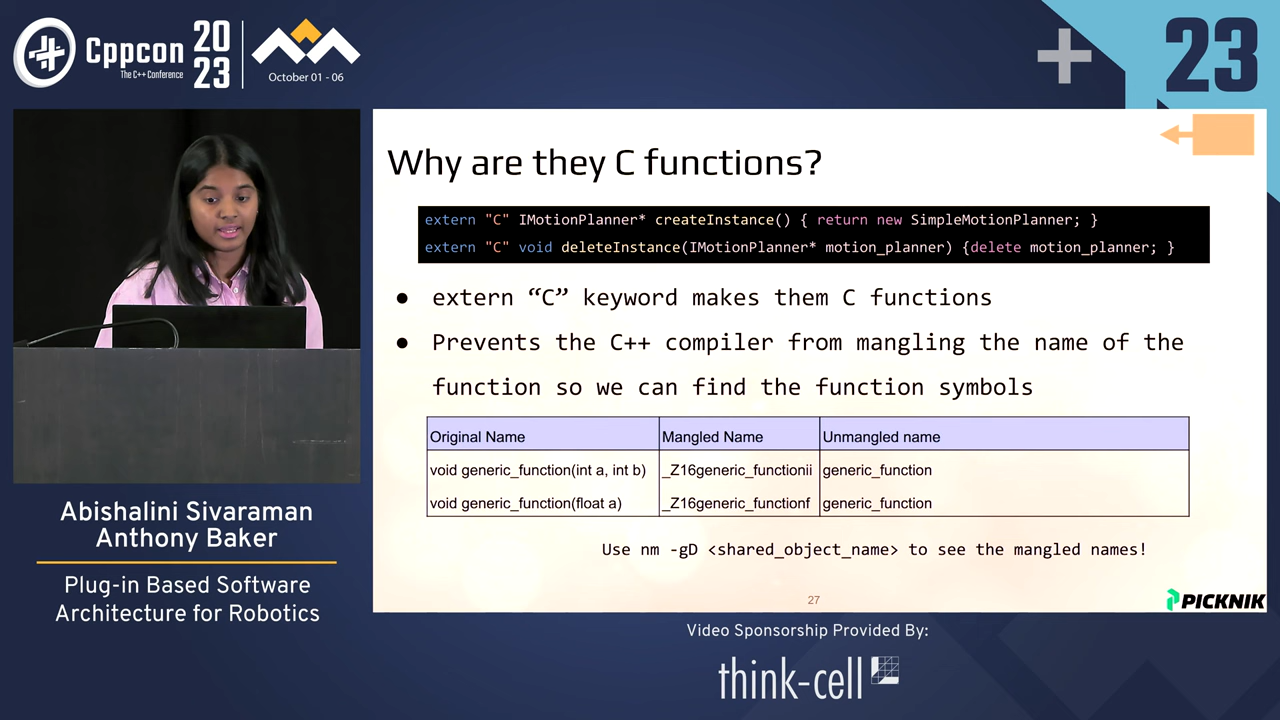 Cppcon
The C++ Conference
20
23
October 01 - 06
23
Why are they C functions?
extern "C" IMotionPlanner* createInstance() { return new SimpleMotionPlanner; }
extern "C" void deleteInstance(IMotionPlanner* motion_planner) {delete motion_planner; }
● extern “C” keyword makes them C functions
● Prevents the C++ compiler from mangling the name of the
function so we can find the function symbols
Original Name Mangled Name Unmangled name
void generic_function(int a, int b) _Z16generic_functionii generic_function
void generic_function(float a) _Z16generic_functionf generic_function
Use nm -gD <shared_object_name> to see the mangled names!
27
PICKNIK
Abishalini Sivaraman
Anthony Baker
Plug-in Based Software
Architecture for Robotics
Video Sponsorship Provided By:
think-cell